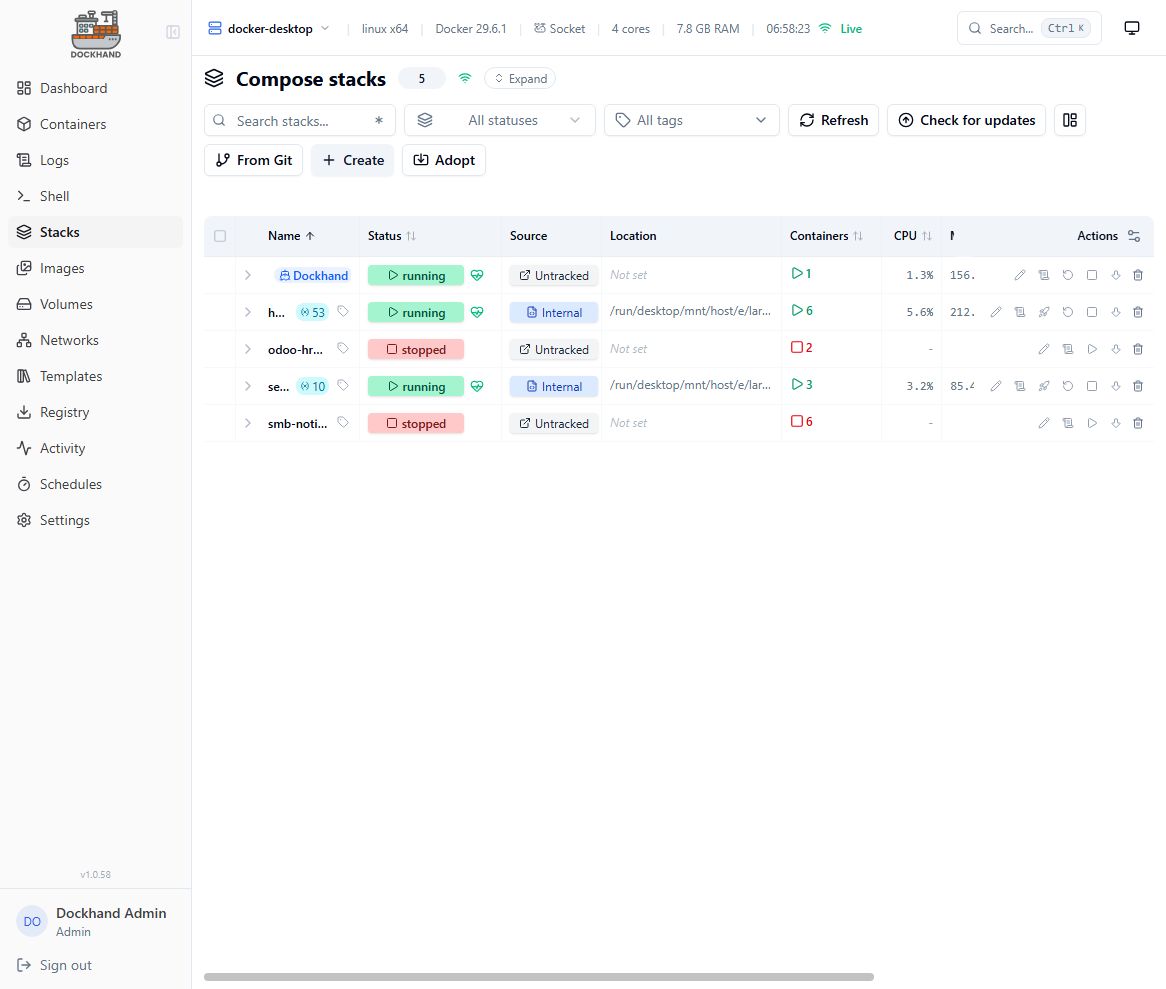 DOCKHAND
Dashboard
Containers
Logs
Shell
Stacks
Images
Volumes
Networks
Templates
Registry
Activity
Schedules
Settings
v1.0.58
DO
Dockhand Admin
Admin
Sign out
docker-desktop
linux x64
Docker 29.6.1
Socket
4 cores
7.8 GB RAM
06:58:23
Live
Search... Ctrl K
Compose stacks 5 Expand
Search stacks... * All statuses All tags Refresh Check for updates
From Git + Create Adopt
Name Status Source Location Containers CPU Actions
Dockhand running Untracked Not set 1 1.3% 156.
h... 53 running Internal /run/desktop/mnt/host/e/lar... 6 5.6% 212.
odoo-hr... stopped Untracked Not set 2 -
se... 10 running Internal /run/desktop/mnt/host/e/lar... 3 3.2% 85.4
smb-noti... stopped Untracked Not set 6 -